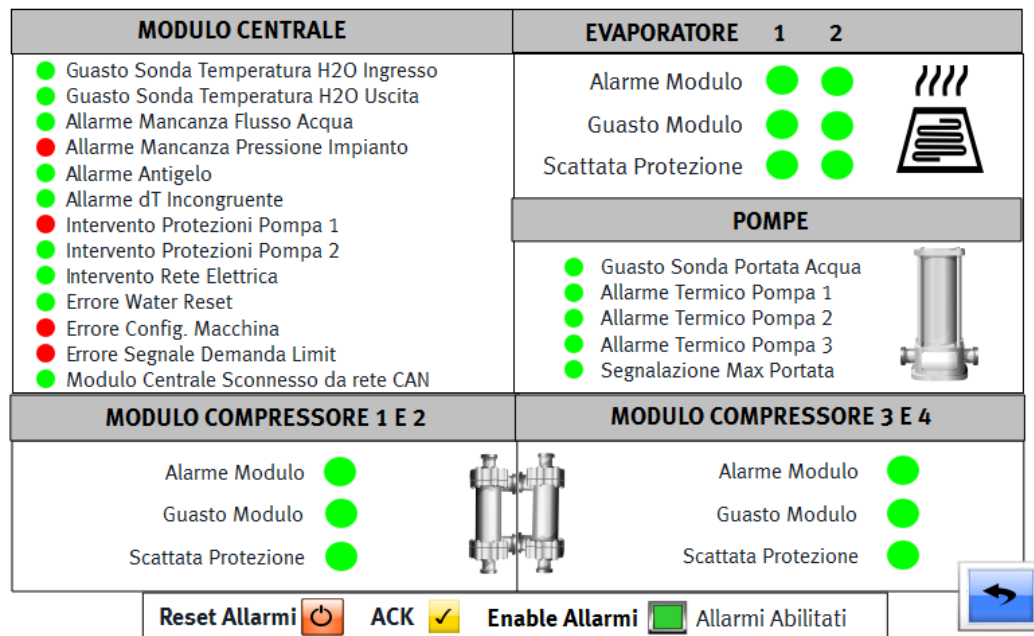 MODULO CENTRALE
Guasto Sonda Temperatura H2O Ingresso
Guasto Sonda Temperatura H2O Uscita
Allarme Mancanza Flusso Acqua
Allarme Mancanza Pressione Impianto
Allarme Antigelo
Allarme dT Incongruente
Intervento Protezioni Pompa 1
Intervento Protezioni Pompa 2
Intervento Rete Elettrica
Errore Water Reset
Errore Config. Macchina
Errore Segnale Demanda Limit
Modulo Centrale Sconnesso da rete CAN
EVAPORATORE 1 2
Alarme Modulo
Guasto Modulo
Scattata Protezione
POMPE
Guasto Sonda Portata Acqua
Allarme Termico Pompa 1
Allarme Termico Pompa 2
Allarme Termico Pompa 3
Segnalazione Max Portata
MODULO COMPRESSORE 1 E 2
Alarme Modulo
Guasto Modulo
Scattata Protezione
MODULO COMPRESSORE 3 E 4
Alarme Modulo
Guasto Modulo
Scattata Protezione
Reset Allarmi ACK Enable Allarmi Allarmi Abilitati